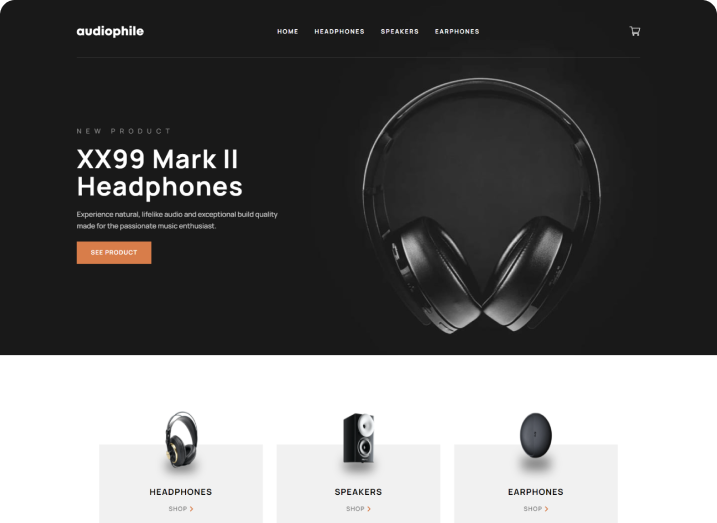 audiophile
HOME HEADPHONES SPEAKERS EARPHONES
NEW PRODUCT
XX99 Mark II
Headphones
Experience natural, lifelike audio and exceptional build quality
made for the passionate music enthusiast.
SEE PRODUCT
HEADPHONES
SHOP
SPEAKERS
SHOP
EARPHONES
SHOP